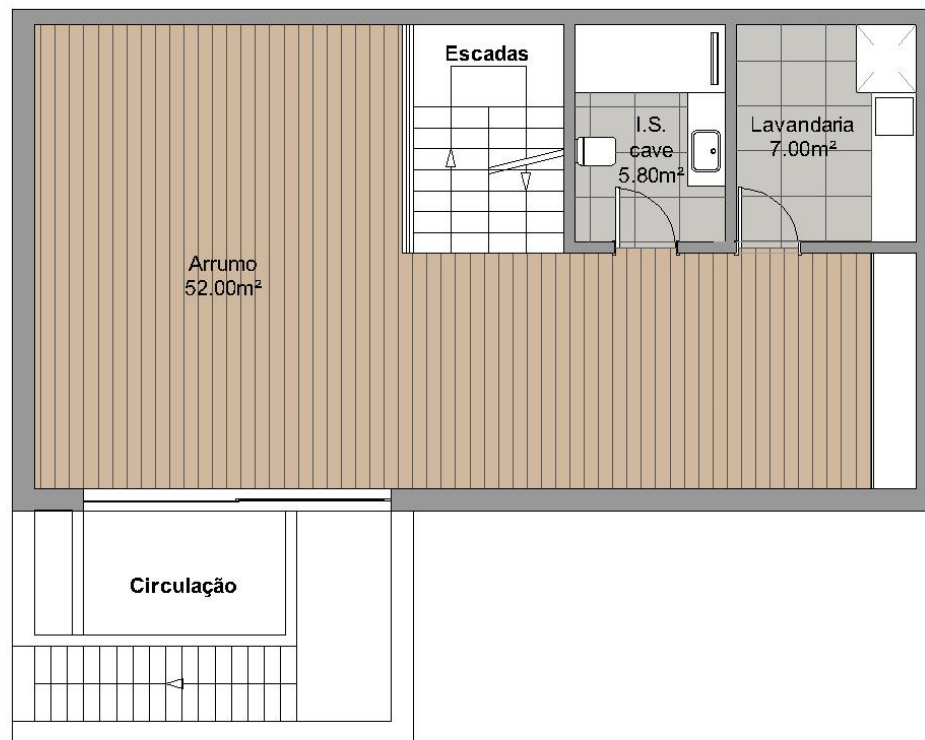 Escadas
I.S.
cave
5.80m²
Lavandaria
7.00m²
Arrumo
52.00m²
Circulação